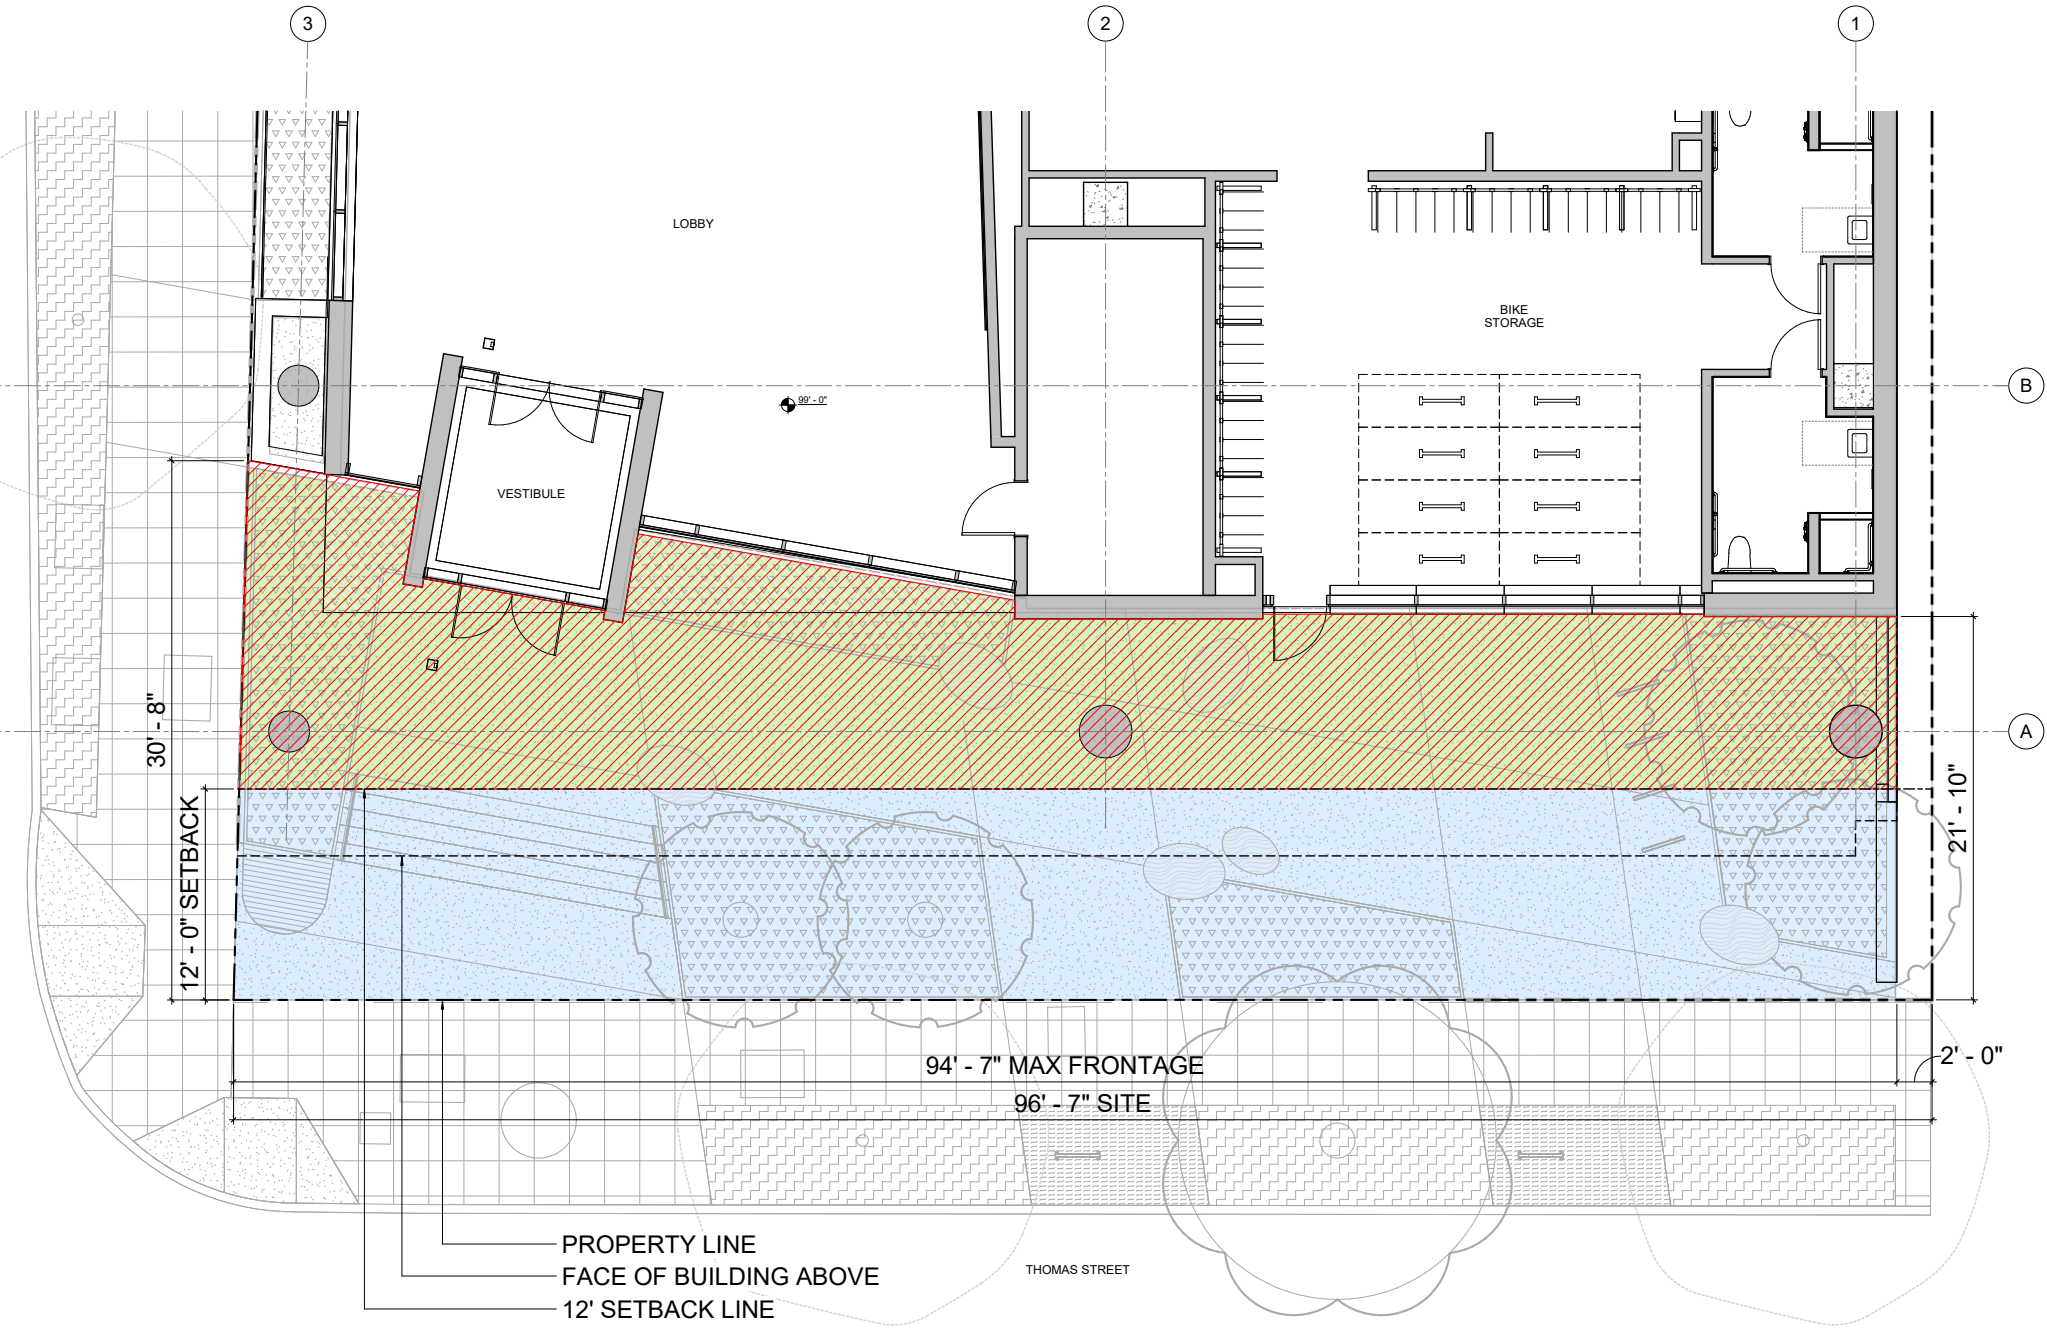 3
2
1
LOBBY
BIKE
STORAGE
B
99' - 0"
VESTIBULE
A
30' - 8"
12' - 0" SETBACK
21' - 10"
94' - 7" MAX FRONTAGE
2' - 0"
96' - 7" SITE
PROPERTY LINE
FACE OF BUILDING ABOVE
12' SETBACK LINE
THOMAS STREET